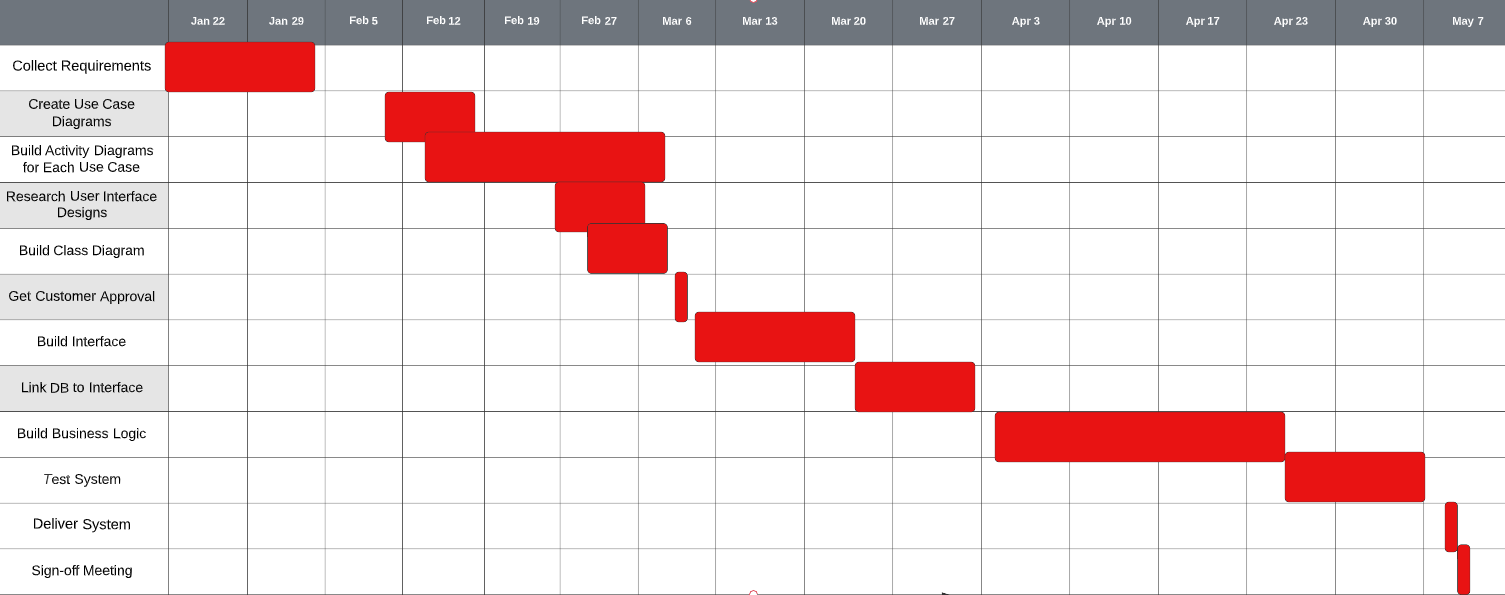 Jan 22 Jan 29 Feb 5 Feb 12 Feb 19 Feb 27 Mar 6 Mar 13 Mar 20 Mar 27 Apr 3 Apr 10 Apr 17 Apr 23 Apr 30 May 7
Collect Requirements
Create Use Case
Diagrams
Build Activity Diagrams
for Each Use Case
Research User Interface
Designs
Build Class Diagram
Get Customer Approval
Build Interface
Link DB to Interface
Build Business Logic
Test System
Deliver System
Sign-off Meeting